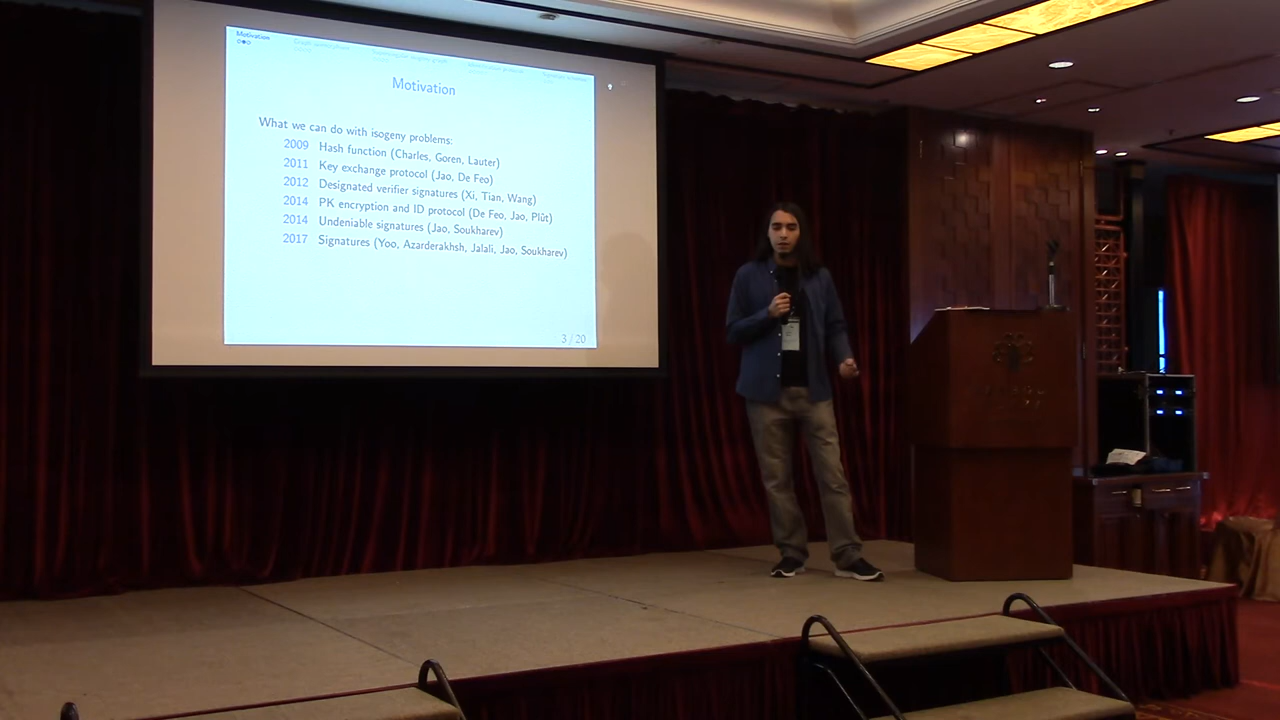 Motivation
Motivation
What we can do with isogeny problems:
2009 Hash function (Charles, Goren, Lauter)
2011 Key exchange protocol (Jao, De Feo)
2012 Designated verifier signatures (Xi, Tian, Wang)
2014 PK encryption and ID protocol (De Feo, Jao, Plût)
2014 Undeniable signatures (Jao, Soukharev)
2017 Signatures (Yoo, Azarderakhsh, Jalali, Jao, Soukharev)
3 / 20